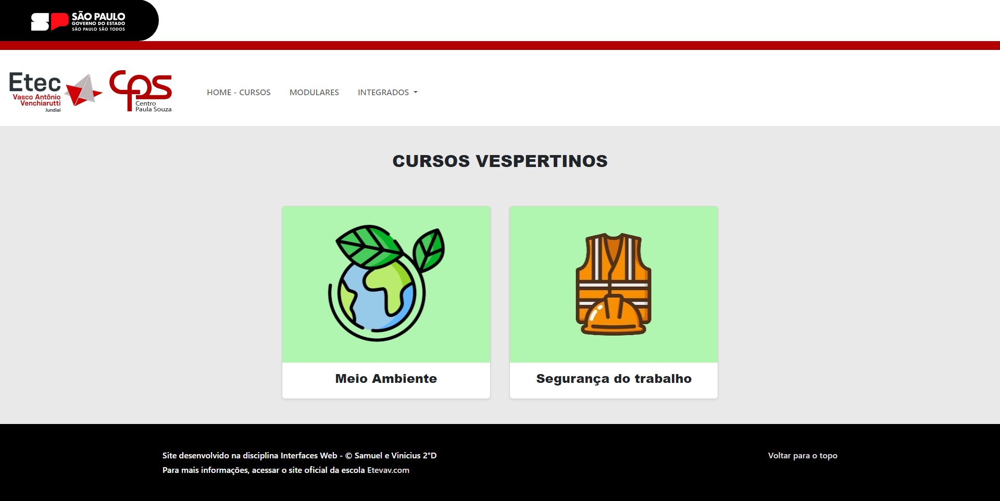 SÃO PAULO
GOVERNO DO ESTADO
SÃO PAULO SÃO TODOS
Etec
Vasco Antônio
Venchiarutti
Jundiaí
CPS
Centro
Paula Souza
HOME - CURSOS
MODULARES
INTEGRADOS
CURSOS VESPERTINOS
Meio Ambiente
Segurança do trabalho
Site desenvolvido na disciplina Interfaces Web - © Samuel e Vinicius 2°D
Para mais informações, acessar o site oficial da escola Etevav.com
Voltar para o topo